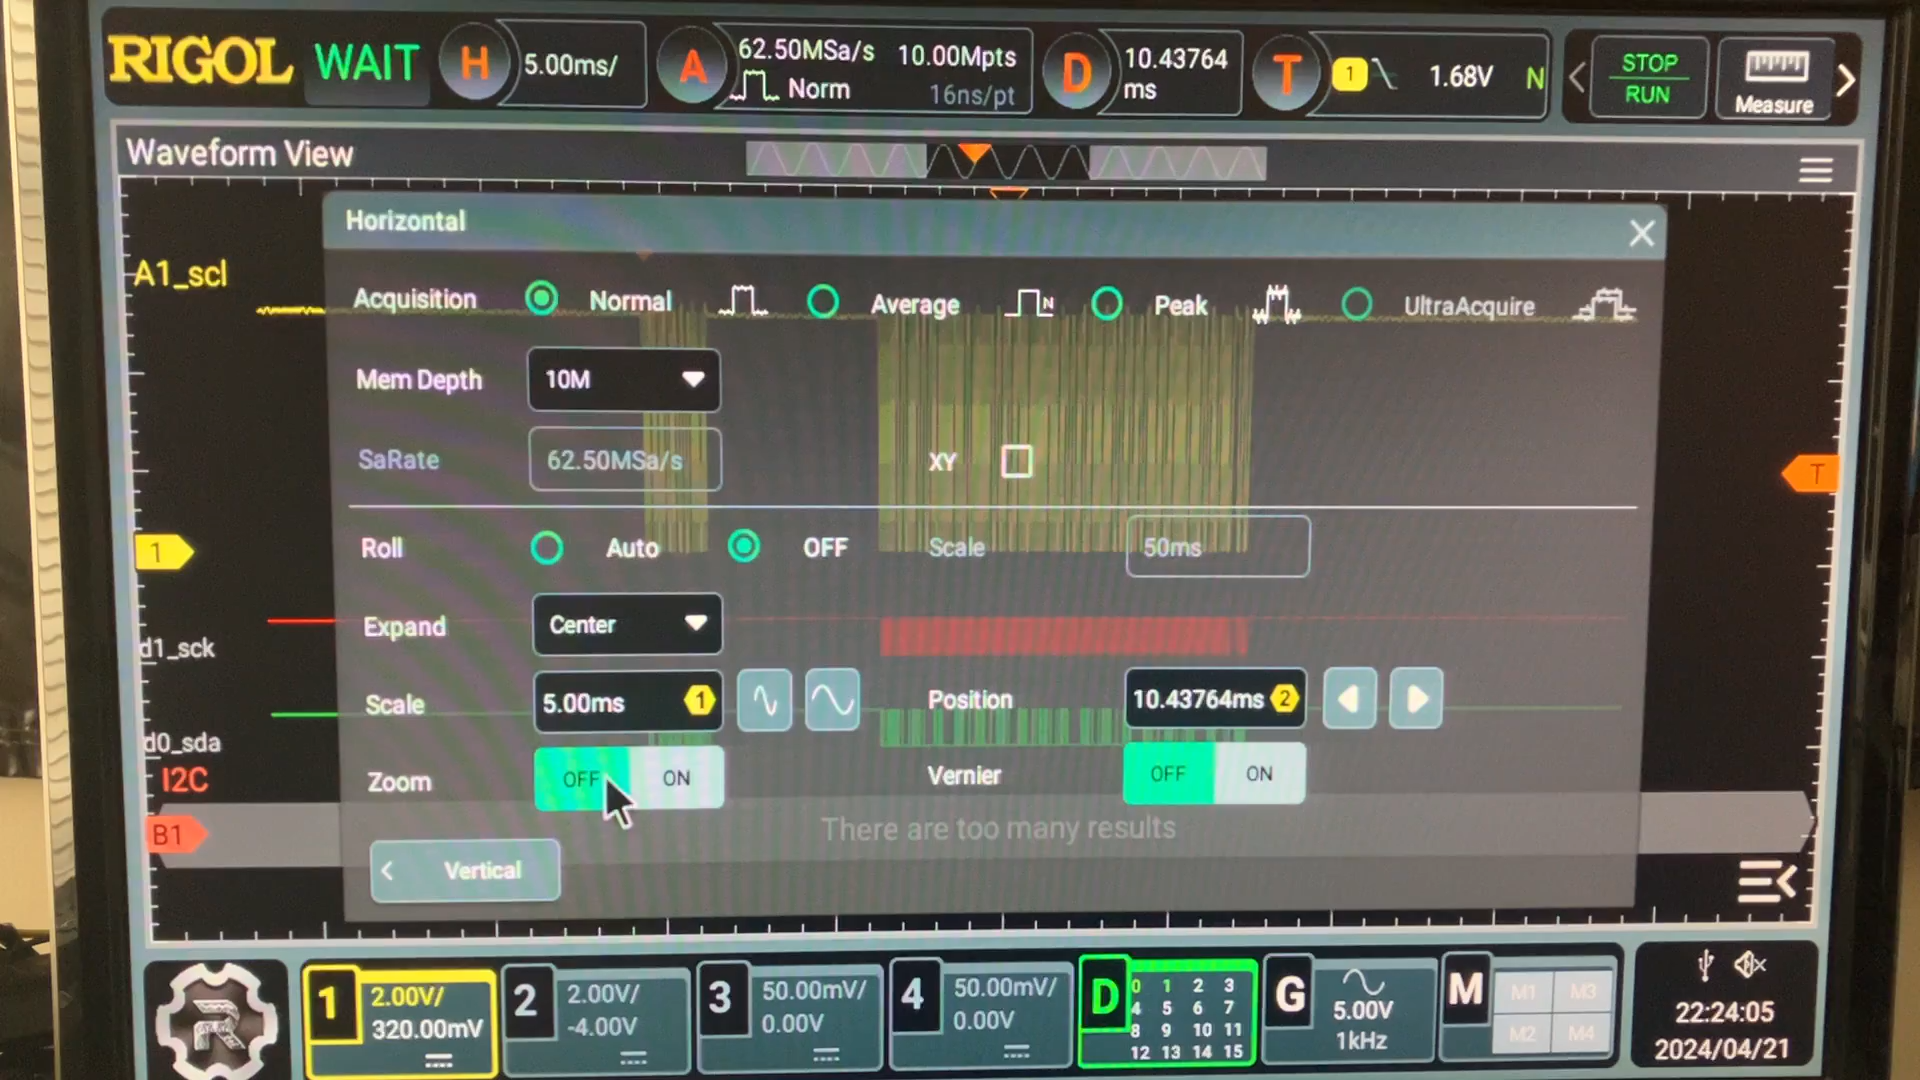 RIGOL WAIT H 5.00ms/ A 62.50MSa/s 10.00Mpts D 10.43764 T 1 1.68V N STOP
Norm 16ns/pt ms RUN Measure
Waveform View
Horizontal
A1_scl
Acquisition Normal Average N Peak UltraAcquire
Mem Depth 10M
SaRate 62.50MSa/s XY
T
Roll Auto OFF Scale 50ms
1
Expand Center
d1_sck
Scale 5.00ms 1 Position 10.43764ms 2
d0_sda
Zoom OFF ON Vernier OFF ON
I2C
B1 There are too many results
Vertical
1 2.00V/ 2 2.00V/ 3 50.00mV/ 4 50.00mV/ D 0 1 2 3 G 5.00V M M1 M3
320.00mV -4.00V 0.00V 0.00V 4 5 6 7 1kHz M2 M4
8 9 10 11
12 13 14 15
22:24:05
2024/04/21